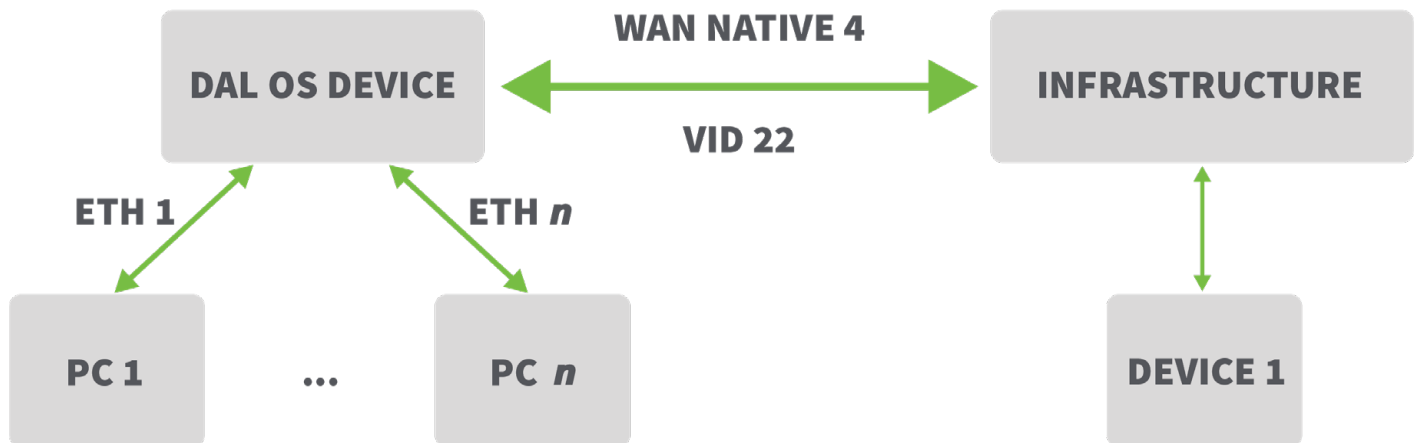 WAN NATIVE 4
DAL OS DEVICE
INFRASTRUCTURE
VID 22
ETH 1
ETH n
PC 1
...
PC n
DEVICE 1